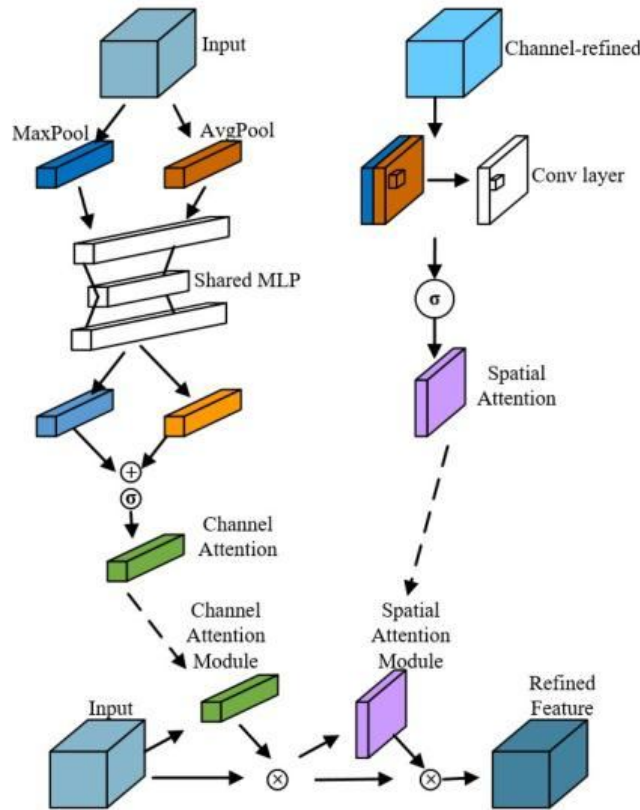 Input
MaxPool
AvgPool
Shared MLP
+
σ
Channel
Attention
Channel-refined
Conv layer
σ
Spatial
Attention
Channel
Attention
Module
Spatial
Attention
Module
Input
×
×
Refined
Feature